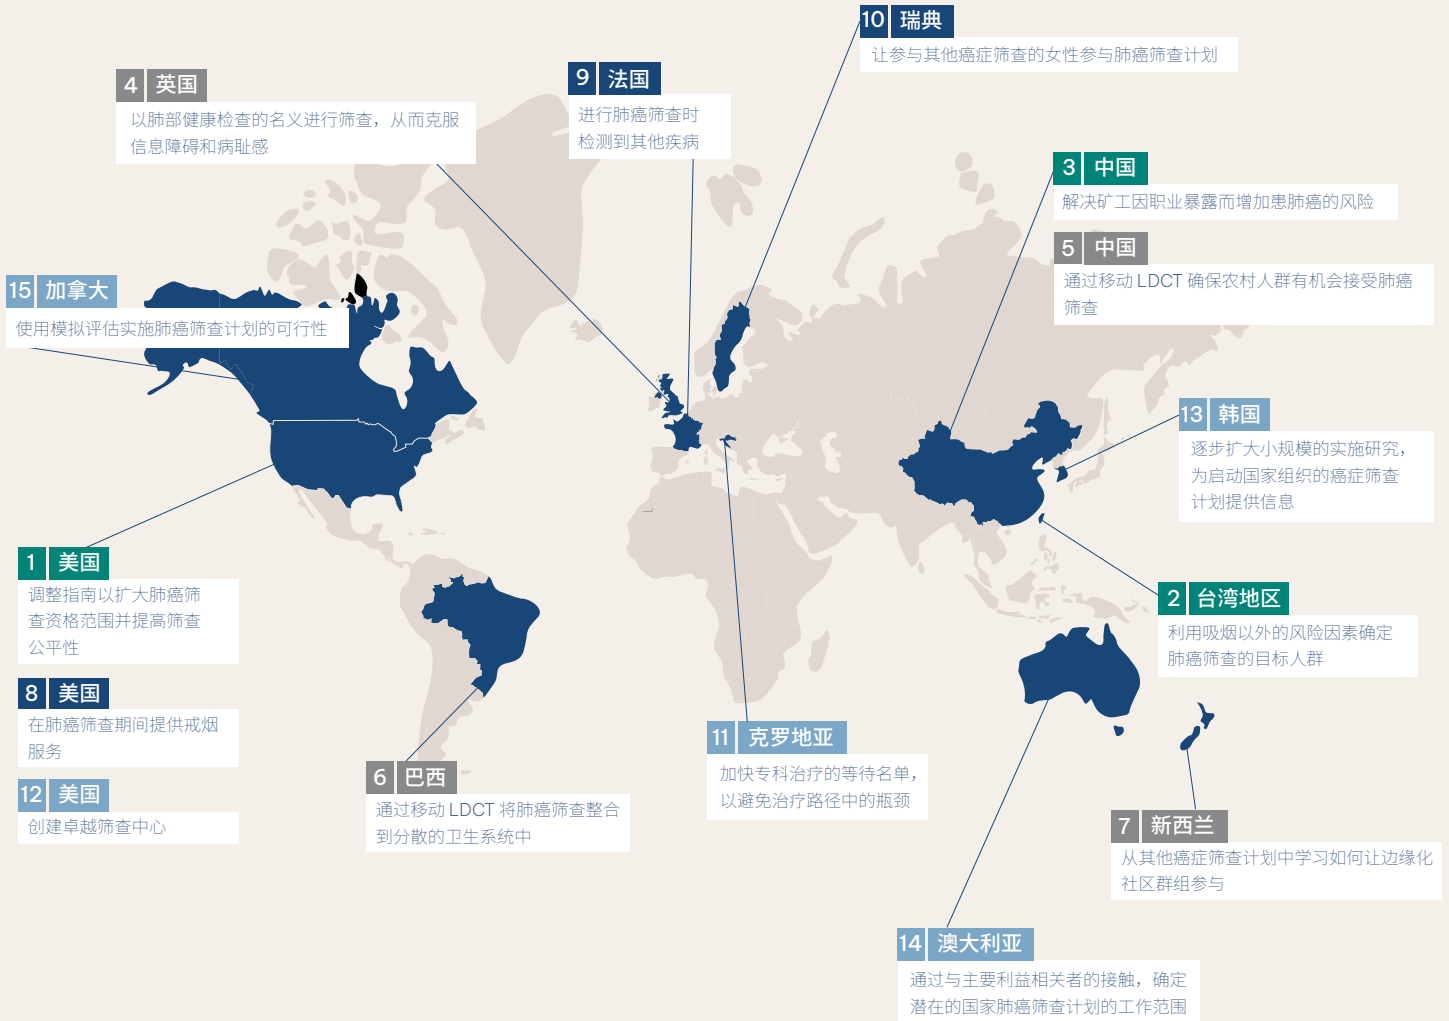 10 瑞典
让参与其他癌症筛查的女性参与肺癌筛查计划
4 英国
以肺部健康检查的名义进行筛查，从而克服
信息障碍和病耻感
9 法国
进行肺癌筛查时
检测到其他疾病
3 中国
解决矿工因职业暴露而增加患肺癌的风险
5 中国
通过移动 LDCT 确保农村人群有机会接受肺癌
筛查
15 加拿大
使用模拟评估实施肺癌筛查计划的可行性
13 韩国
逐步扩大小规模的实施研究，
为启动国家组织的癌症筛查
计划提供信息
1 美国
调整指南以扩大肺癌筛
查资格范围并提高筛查
公平性
2 台湾地区
利用吸烟以外的风险因素确定
肺癌筛查的目标人群
8 美国
在肺癌筛查期间提供戒烟
服务
12 美国
创建卓越筛查中心
6 巴西
通过移动 LDCT 将肺癌筛查整合
到分散的卫生系统中
11 克罗地亚
加快专科治疗的等待名单，
以避免治疗路径中的瓶颈
7 新西兰
从其他癌症筛查计划中学习如何让边缘化
社区群组参与
14 澳大利亚
通过与主要利益相关者的接触，确定
潜在的国家肺癌筛查计划的工作范围